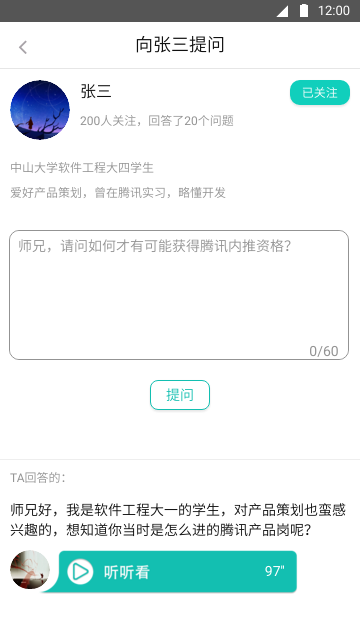 12:00
向张三提问
张三
已关注
200人关注，回答了20个问题
中山大学软件工程大四学生
爱好产品策划，曾在腾讯实习，略懂开发
师兄，请问如何才有可能获得腾讯内推资格？
0/60
提问
TA回答的：
师兄好，我是软件工程大一的学生，对产品策划也蛮感
兴趣的，想知道你当时是怎么进的腾讯产品岗呢？
听听看
97"